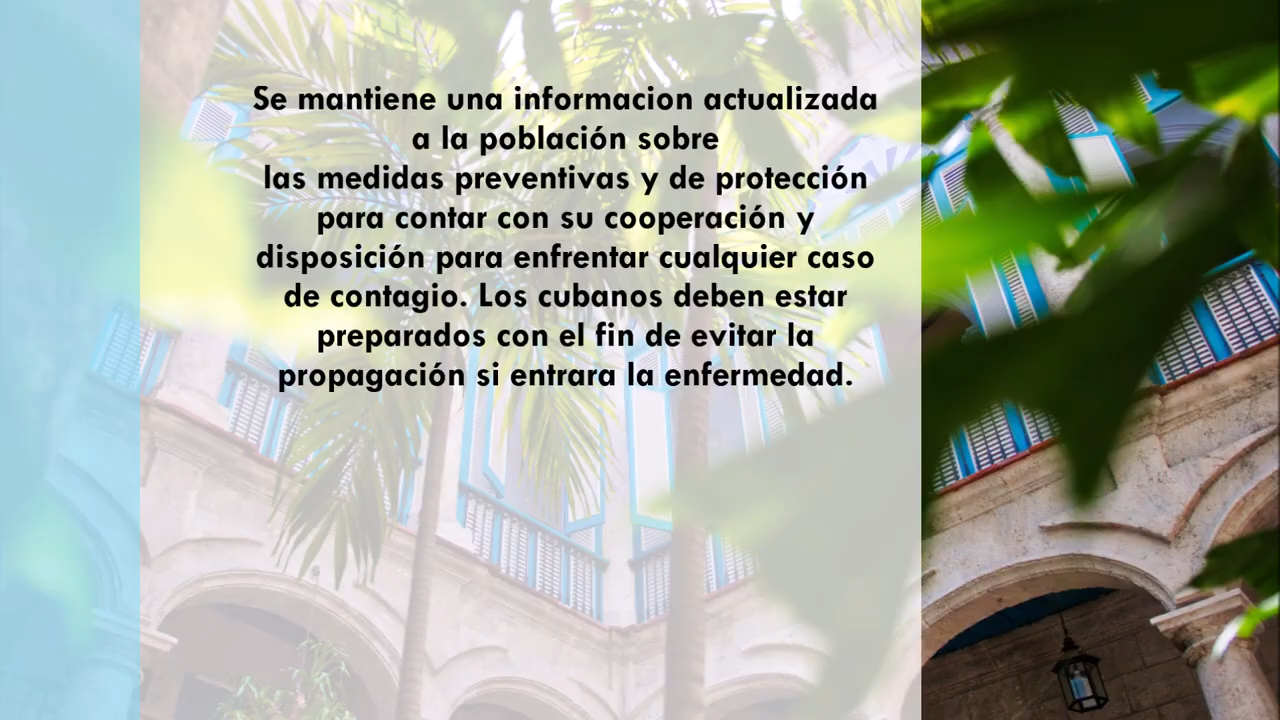 Se mantiene una informacion actualizada
a la población sobre
las medidas preventivas y de protección
para contar con su cooperación y
disposición para enfrentar cualquier caso
de contagio. Los cubanos deben estar
preparados con el fin de evitar la
propagación si entrara la enfermedad.